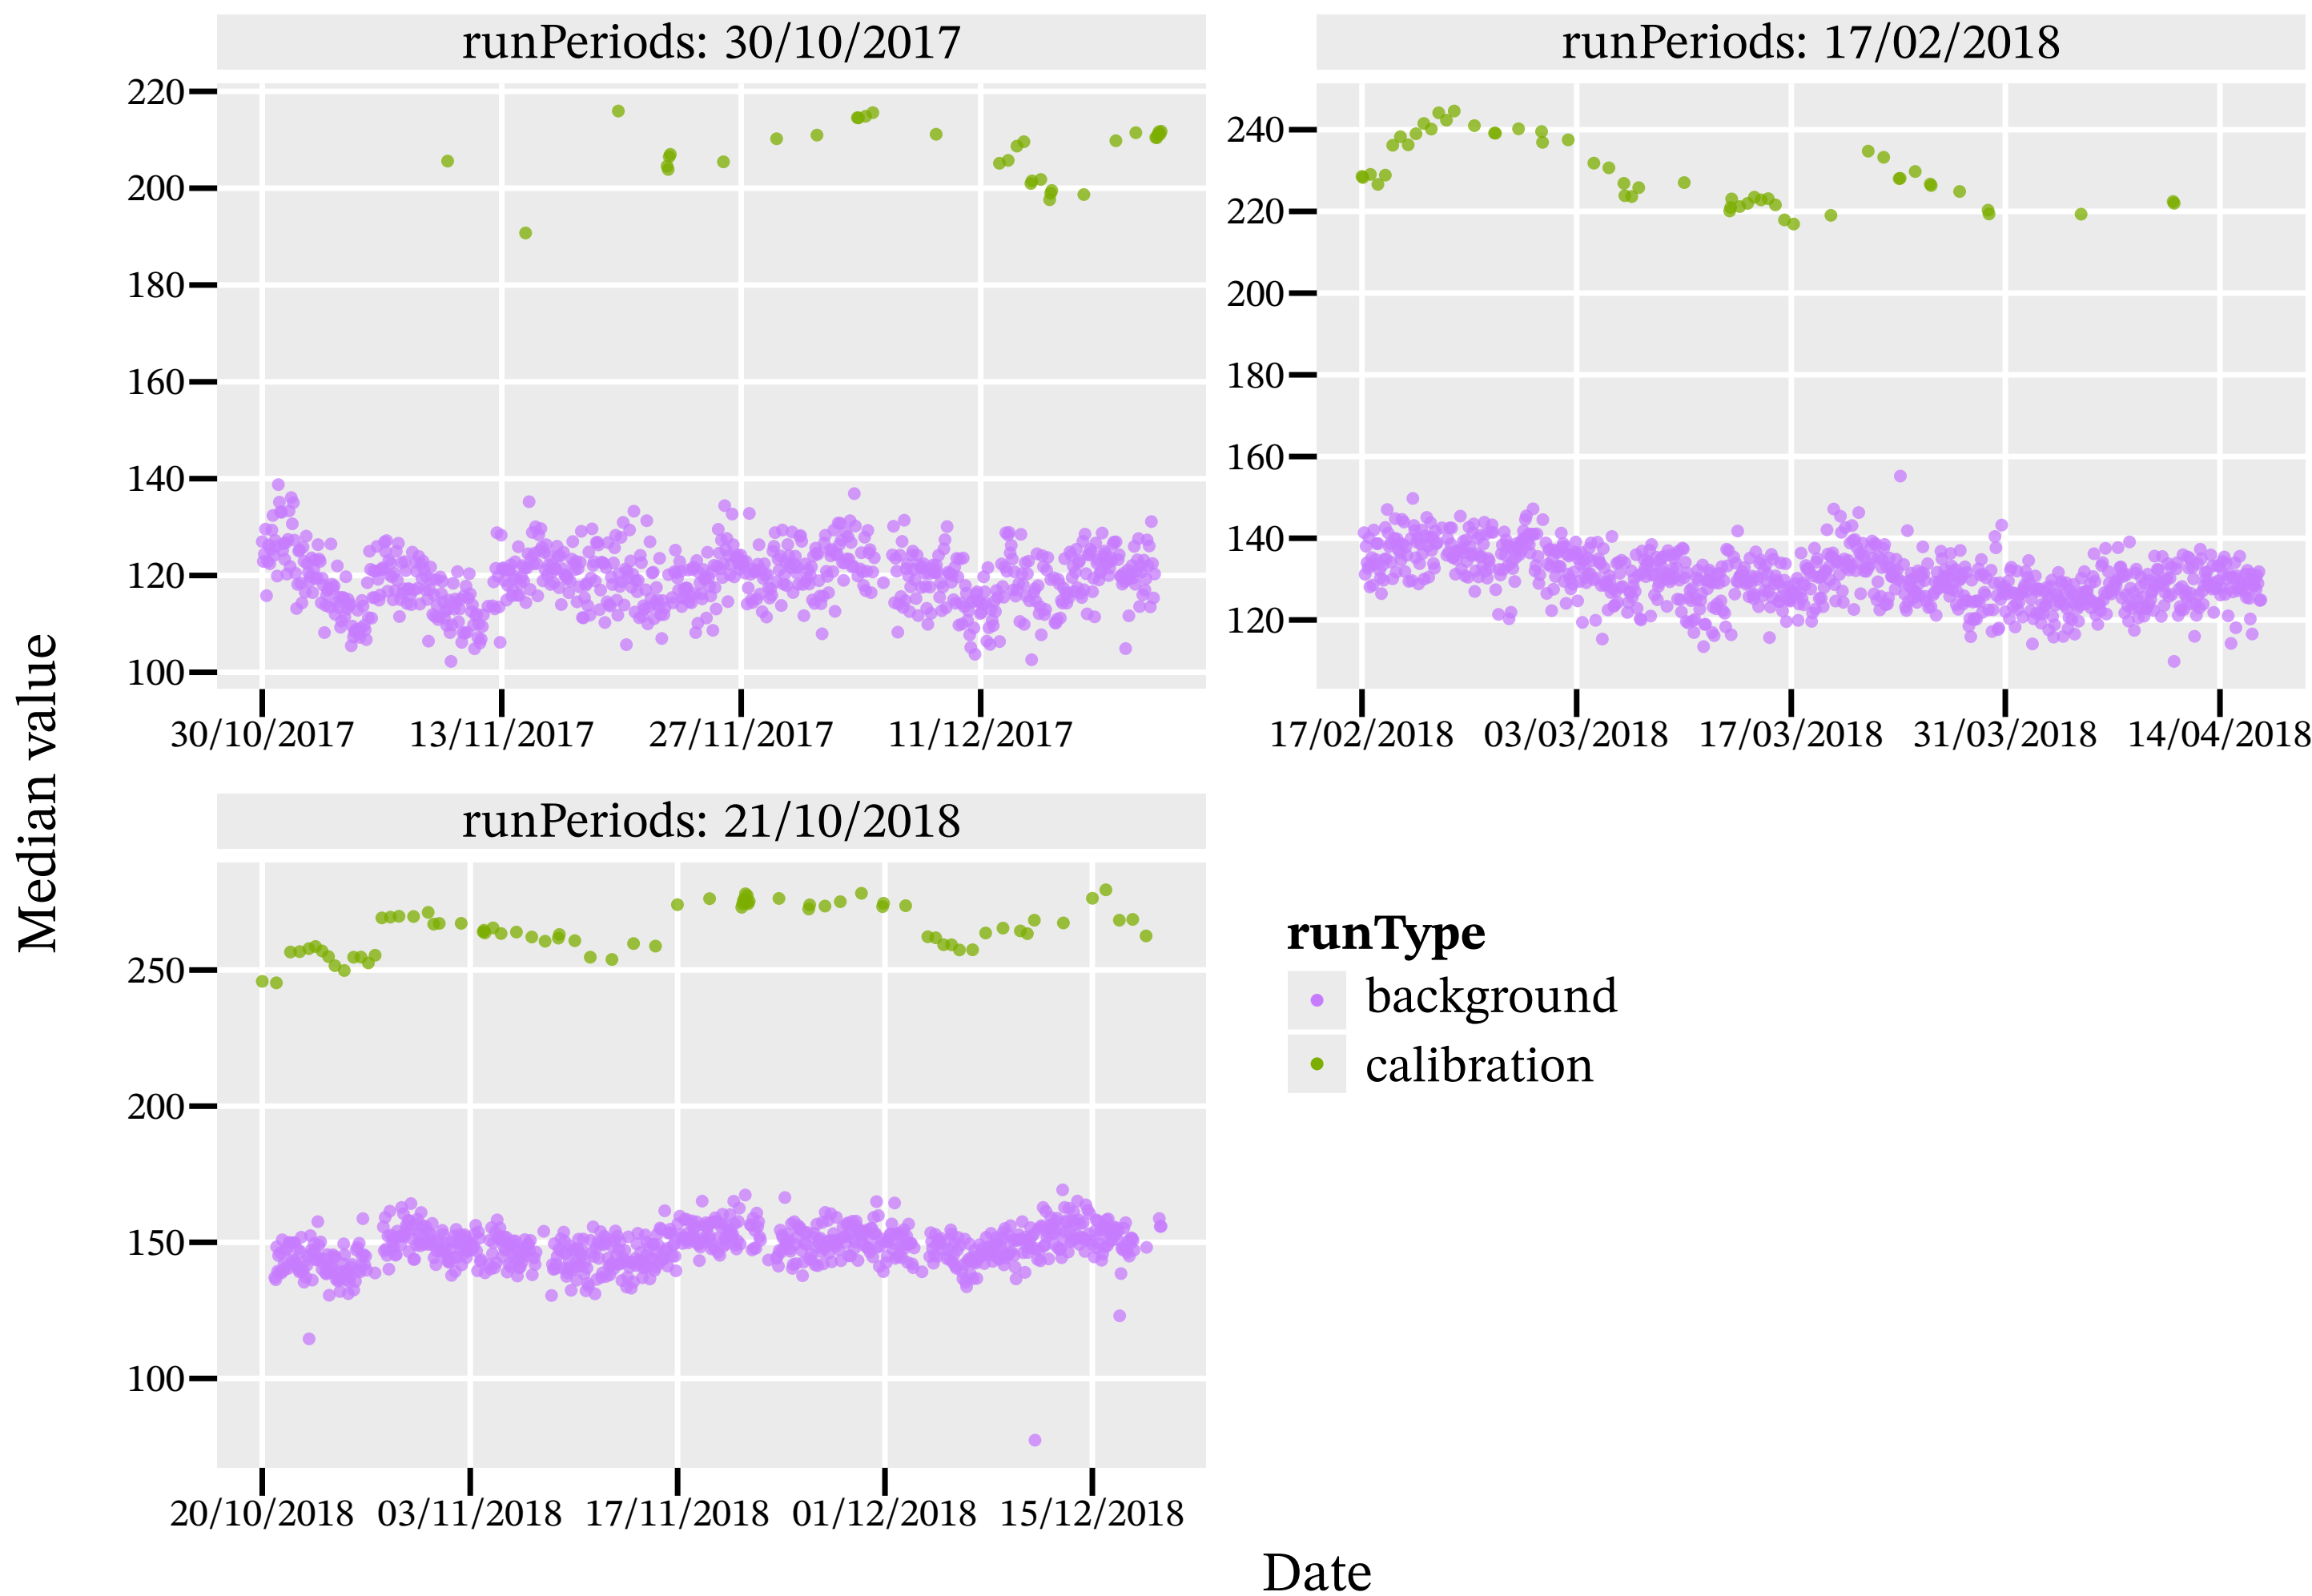 runPeriods: 30/10/2017
220
200
180
160
140
120
100
30/10/2017 13/11/2017 27/11/2017 11/12/2017
runPeriods: 17/02/2018
240
220
200
180
160
140
120
17/02/2018 03/03/2018 17/03/2018 31/03/2018 14/04/2018
Median value
runPeriods: 21/10/2018
250
200
150
100
20/10/2018 03/11/2018 17/11/2018 01/12/2018 15/12/2018
runType
background
calibration
Date